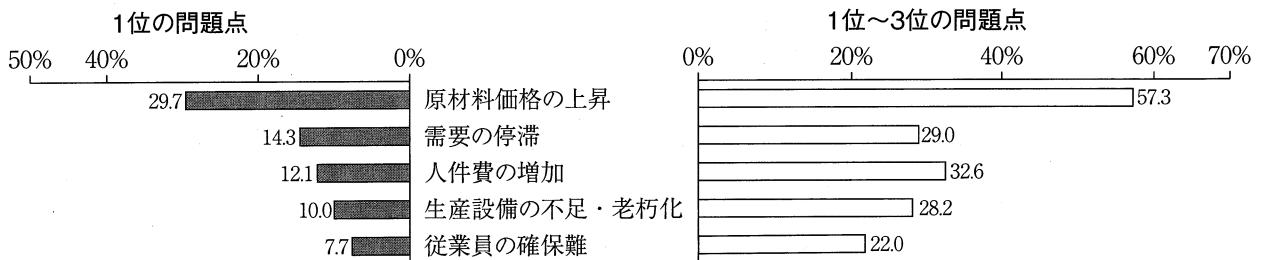 1位の問題点 1位～3位の問題点
50% 40% 20% 0% 0% 20% 40% 60% 70%
29.7 原材料価格の上昇 57.3
14.3 需要の停滞 29.0
12.1 人件費の増加 32.6
10.0 生産設備の不足・老朽化 28.2
7.7 従業員の確保難 22.0